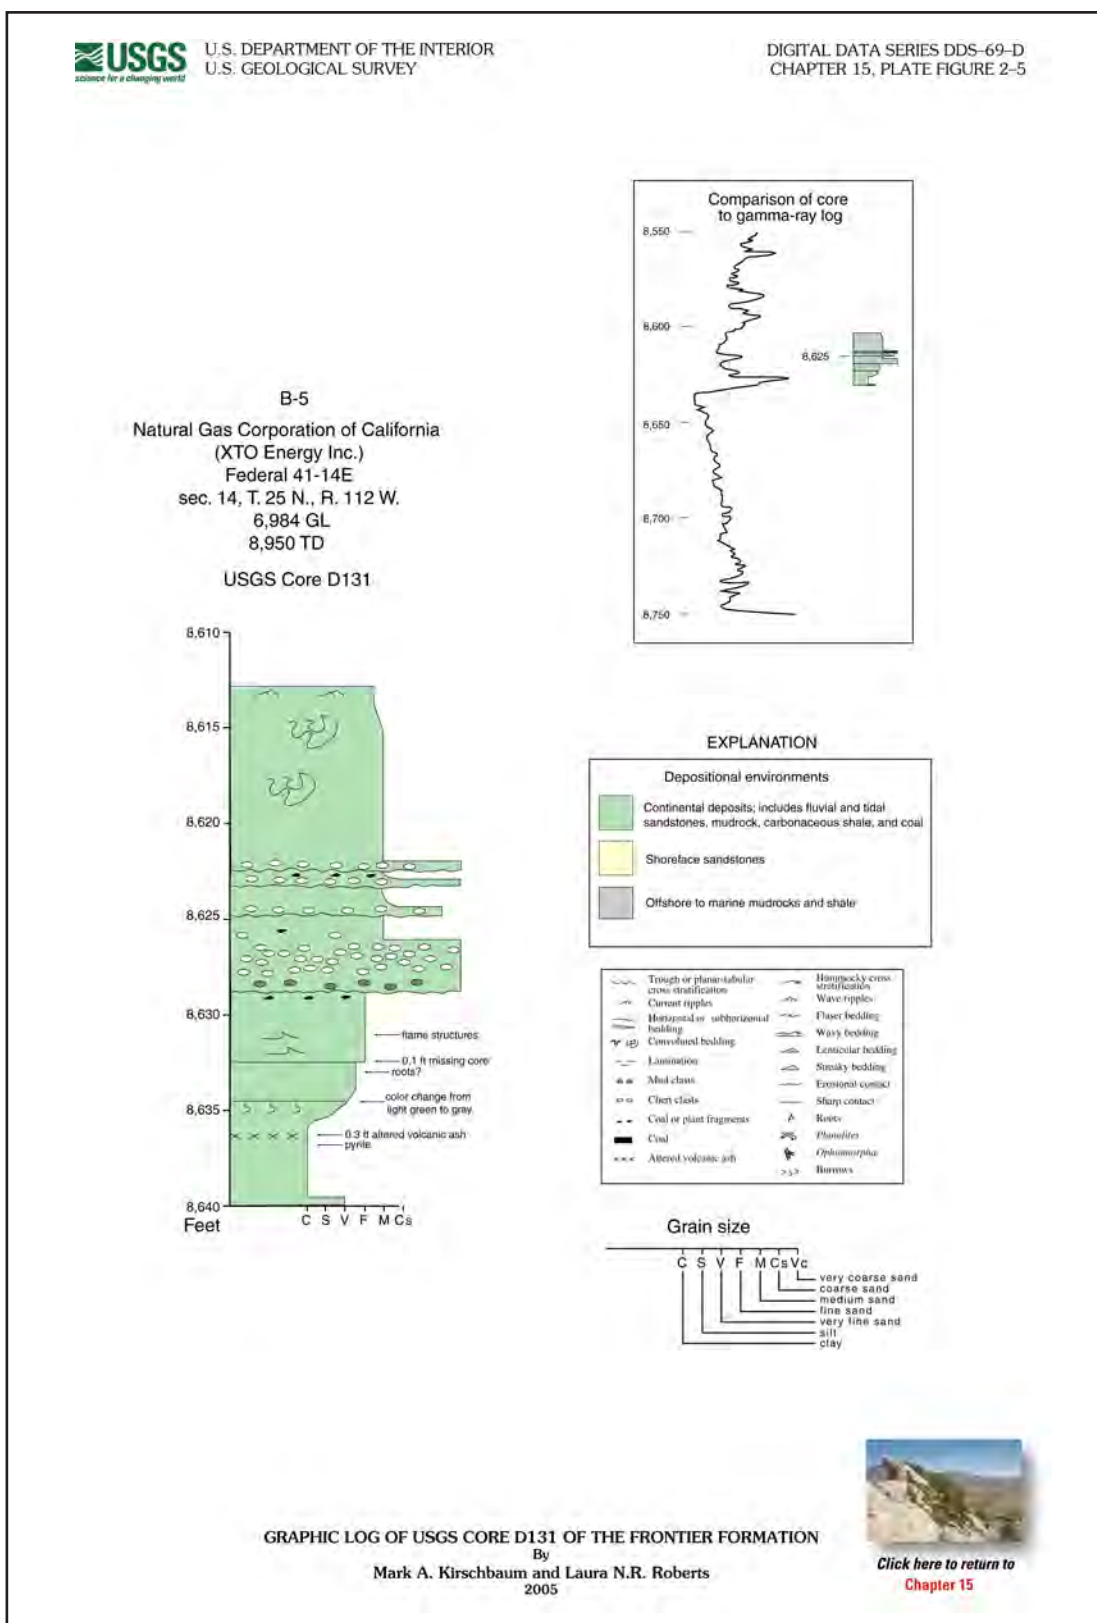 USGS
science for a changing world
U.S. DEPARTMENT OF THE INTERIOR
U.S. GEOLOGICAL SURVEY
DIGITAL DATA SERIES DDS–69–D
CHAPTER 15, PLATE FIGURE 2–5
Comparison of core
to gamma-ray log
8,550
8,600
8,625
8,650
8,700
8,750
B-5
Natural Gas Corporation of California
(XTO Energy Inc.)
Federal 41-14E
sec. 14, T. 25 N., R. 112 W.
6,984 GL
8,950 TD
USGS Core D131
8,610
8,615
8,620
8,625
8,630
flame structures
0.1 ft missing core
roots?
color change from
light green to gray
8,635
0.3 ft altered volcanic ash
pyrite
8,640
Feet
C S V F M Cs
EXPLANATION
Depositional environments
Continental deposits; includes fluvial and tidal
sandstones, mudrock, carbonaceous shale, and coal
Shoreface sandstones
Offshore to marine mudrocks and shale
Trough or planar-tabular
cross stratification
Current ripples
Horizontal or subhorizontal
bedding
Convoluted bedding
Lamination
Mud clasts
Chert clasts
Coal or plant fragments
Coal
Altered volcanic ash
Hummocky cross
stratification
Wave ripples
Flaser bedding
Wavy bedding
Lenticular bedding
Streaky bedding
Erosional contact
Sharp contact
Roots
Planolites
Ophiomorpha
Burrows
Grain size
C S V F M Cs Vc
very coarse sand
coarse sand
medium sand
fine sand
very fine sand
silt
clay
GRAPHIC LOG OF USGS CORE D131 OF THE FRONTIER FORMATION
By
Mark A. Kirschbaum and Laura N.R. Roberts
2005
Click here to return to
Chapter 15